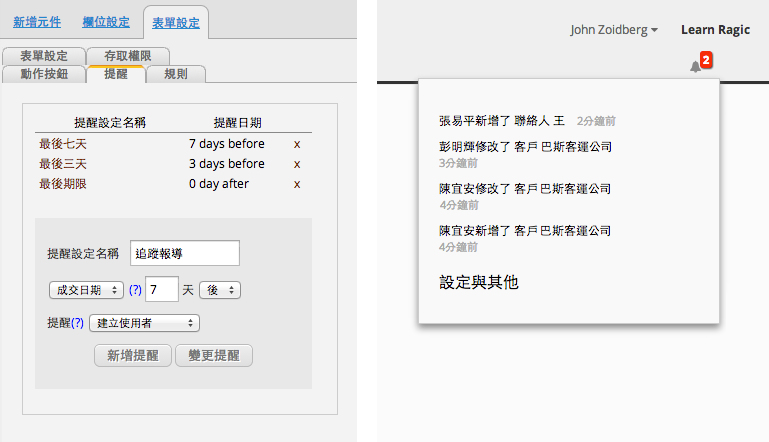 新增元件 欄位設定 表單設定
表單設定 存取權限
動作按鈕 提醒 規則
提醒設定名稱 提醒日期
最後七天 7 days before x
最後三天 3 days before x
最後期限 0 day after x
提醒設定名稱 追蹤報導
成交日期 (?) 7 天 後
提醒(?) 建立使用者
新增提醒 變更提醒
John Zoidberg Learn Ragic
2
張易平新增了 聯絡人 王 2分鐘前
彭明輝修改了 客戶 巴斯客運公司
3分鐘前
陳宜安修改了 客戶 巴斯客運公司
4分鐘前
陳宜安新增了 客戶 巴斯客運公司
4分鐘前
設定與其他